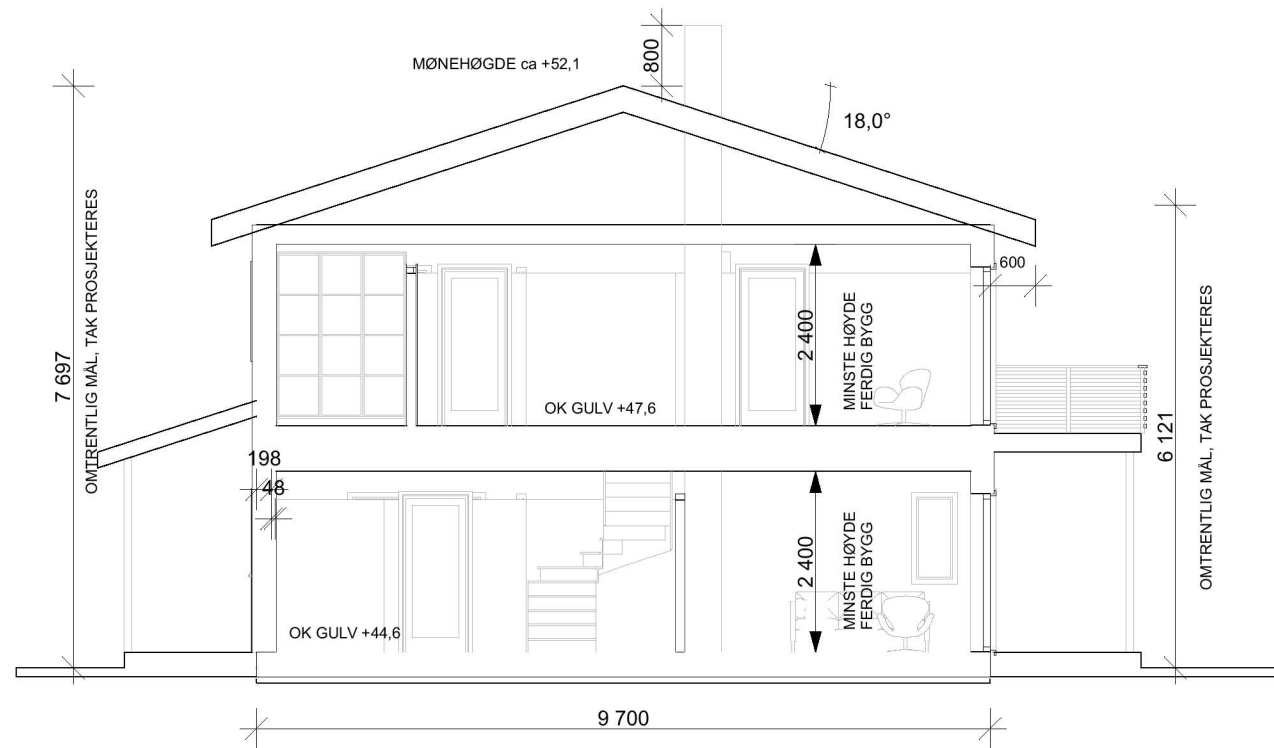 800
MØNEHØGDE ca +52,1
18,0°
OMTRENTLIG MÅL, TAK PROSJEKTERES
7 697
600
2 400
MINSTE HØYDE
FERDIG BYGG
OK GULV +47,6
6 121
OMTRENTLIG MÅL, TAK PROSJEKTERES
198
48
2 400
MINSTE HØYDE
FERDIG BYGG
OK GULV +44,6
9 700